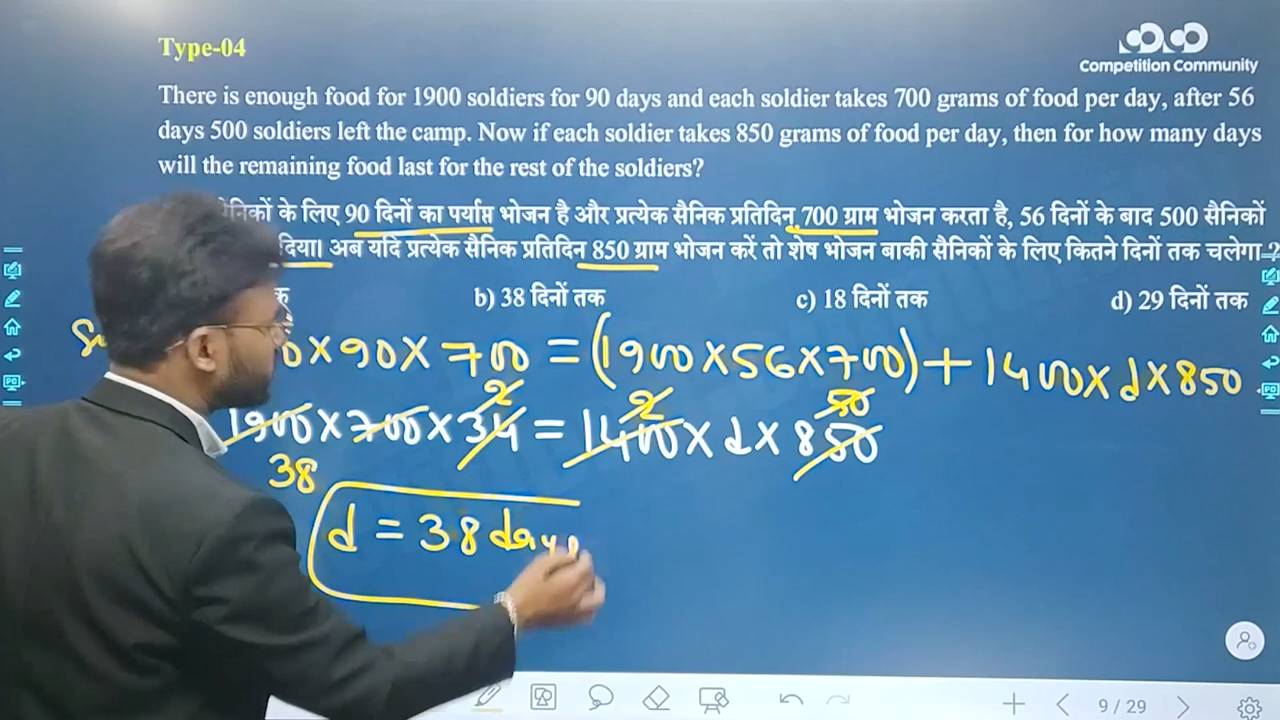 Type-04
Competition Community
There is enough food for 1900 soldiers for 90 days and each soldier takes 700 grams of food per day, after 56
days 500 soldiers left the camp. Now if each soldier takes 850 grams of food per day, then for how many days
will the remaining food last for the rest of the soldiers?
के लिए 90 दिनों का पर्याप्त भोजन है और प्रत्येक सैनिक प्रतिदिन 700 ग्राम भोजन करता है, 56 दिनों के बाद 500 सैनिकों
दिया। अब यदि प्रत्येक सैनिक प्रतिदिन 850 ग्राम भोजन करें तो शेष भोजन बाकी सैनिकों के लिए कितने दिनों तक चलेगा ?
b) 38 दिनों तक c) 18 दिनों तक d) 29 दिनों तक
×90×700=(1900×56×700)+1400×d×850
2 2 50
1900×700×34=1400×d×850
38
d = 38 days
9 / 29